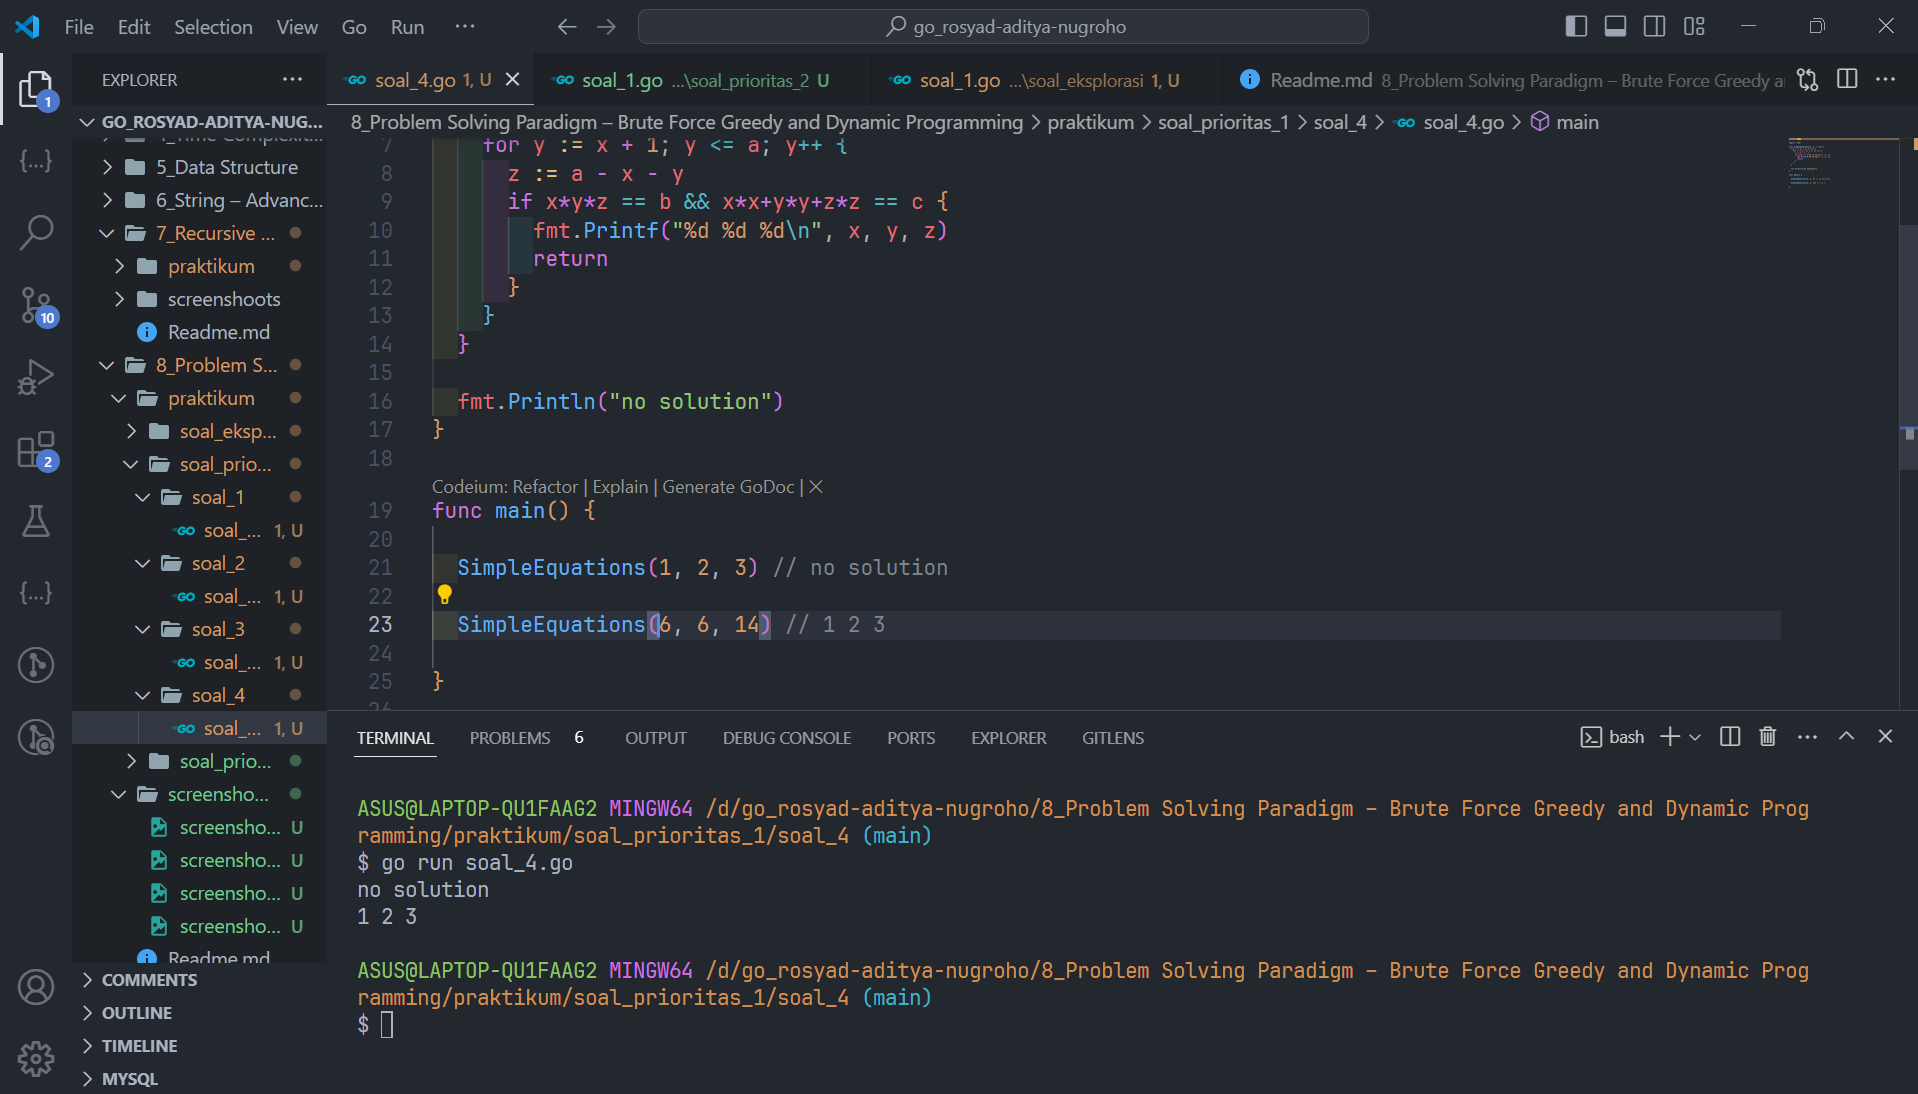 File Edit Selection View Go Run ··· go_rosyad-aditya-nugroho
EXPLORER ···
GO_ROSYAD-ADITYA-NUG...
5_Data Structure
6_String – Advanc...
7_Recursive ...
praktikum
screenshoots
Readme.md
8_Problem S...
praktikum
soal_eksp...
soal_prio...
soal_1
soal_... 1, U
soal_2
soal_... 1, U
soal_3
soal_... 1, U
soal_4
soal_... 1, U
soal_prio...
screensho...
screensho... U
screensho... U
screensho... U
screensho... U
Readme.md
COMMENTS
OUTLINE
TIMELINE
MYSQL
1
10
2
soal_4.go 1, U soal_1.go ...\soal_prioritas_2 U soal_1.go ...\soal_eksplorasi 1, U Readme.md 8_Problem Solving Paradigm – Brute Force Greedy
8_Problem Solving Paradigm – Brute Force Greedy and Dynamic Programming > praktikum > soal_prioritas_1 > soal_4 > soal_4.go > main
7 for y := x + 1; y <= a; y++ {
8 z := a - x - y
9 if x*y*z == b && x*x+y*y+z*z == c {
10 fmt.Printf("%d %d %d\n", x, y, z)
11 return
12 }
13 }
14 }
15
16 fmt.Println("no solution")
17 }
18
Codeium: Refactor | Explain | Generate GoDoc | ×
19 func main() {
20
21 SimpleEquations(1, 2, 3) // no solution
22
23 SimpleEquations(6, 6, 14) // 1 2 3
24
25 }
26
TERMINAL PROBLEMS 6 OUTPUT DEBUG CONSOLE PORTS EXPLORER GITLENS bash
ASUS@LAPTOP-QU1FAAG2 MINGW64 /d/go_rosyad-aditya-nugroho/8_Problem Solving Paradigm – Brute Force Greedy and Dynamic Prog
ramming/praktikum/soal_prioritas_1/soal_4 (main)
$ go run soal_4.go
no solution
1 2 3
ASUS@LAPTOP-QU1FAAG2 MINGW64 /d/go_rosyad-aditya-nugroho/8_Problem Solving Paradigm – Brute Force Greedy and Dynamic Prog
ramming/praktikum/soal_prioritas_1/soal_4 (main)
$